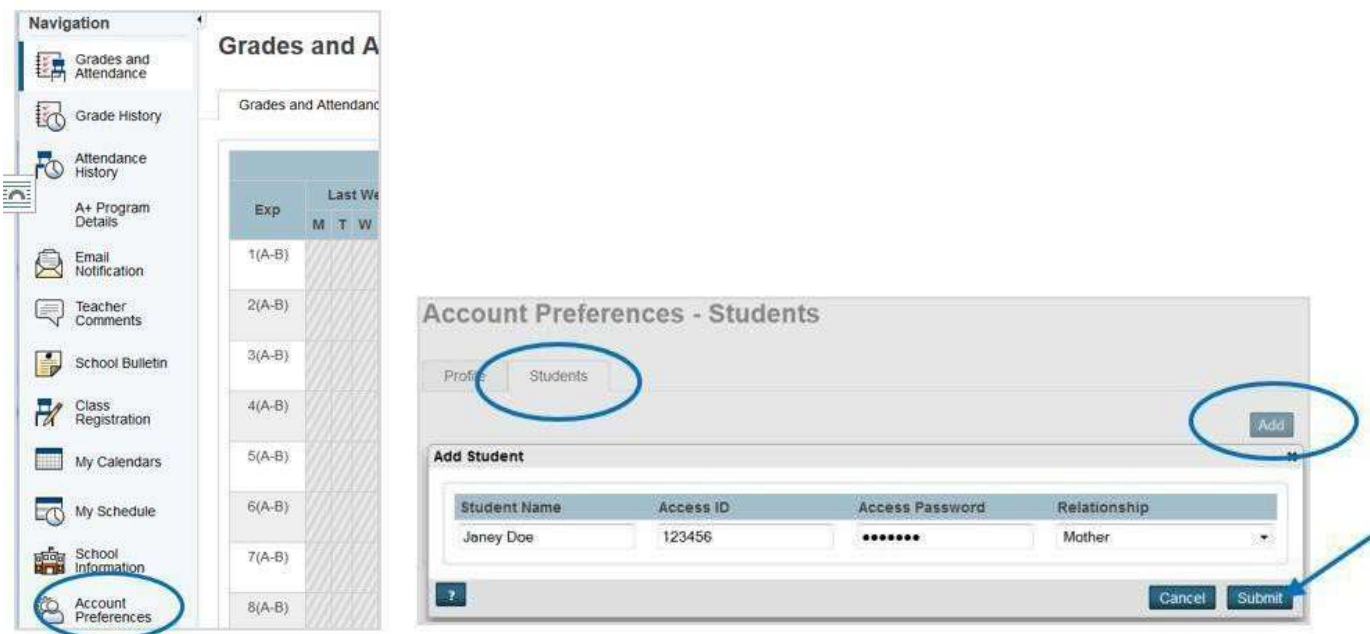 Navigation
Grades and
Attendance
Grade History
Attendance
History
A+ Program
Details
Email
Notification
Teacher
Comments
School Bulletin
Class
Registration
My Calendars
My Schedule
School
Information
Account
Preferences
Grades and A
Grades and Attendanc
Exp
Last We
M T W
1(A-B)
2(A-B)
3(A-B)
4(A-B)
5(A-B)
6(A-B)
7(A-B)
8(A-B)
Account Preferences - Students
Profile Students
Add
Add Student
Student Name Access ID Access Password Relationship
Janey Doe 123456 ••••••• Mother
? Cancel Submit